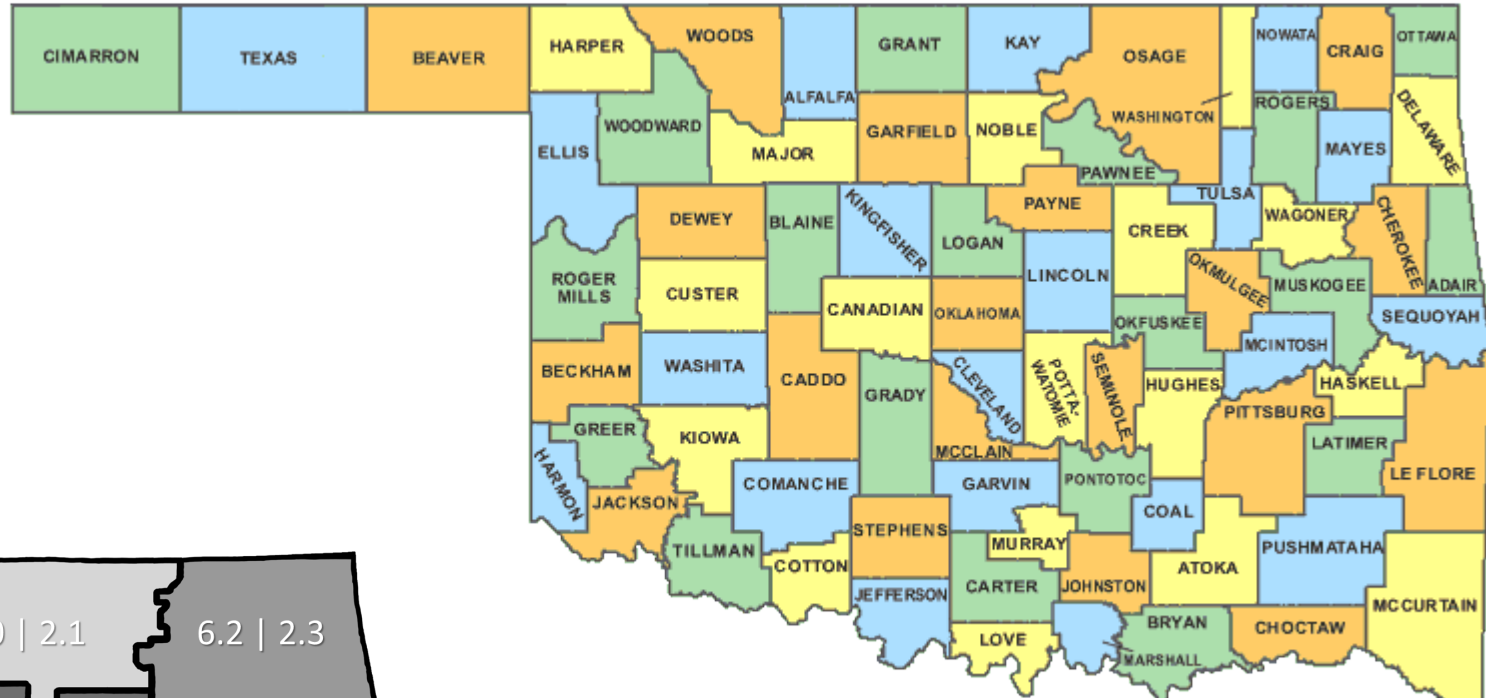 CIMARRON
TEXAS
BEAVER
HARPER
WOODS
ALFALFA
GRANT
KAY
OSAGE
WASHINGTON
NOWATA
CRAIG
OTTAWA
ELLIS
WOODWARD
MAJOR
GARFIELD
NOBLE
PAWNEE
ROGERS
MAYES
DELAWARE
DEWEY
BLAINE
KINGFISHER
LOGAN
PAYNE
CREEK
TULSA
WAGONER
CHEROKEE
ADAIR
ROGER
MILLS
CUSTER
CANADIAN
OKLAHOMA
LINCOLN
OKMULGEE
MUSKOGEE
OKFUSKEE
MCINTOSH
SEQUOYAH
BECKHAM
WASHITA
CADDO
GRADY
CLEVELAND
POTTA-
WATOMIE
SEMINOLE
HUGHES
PITTSBURG
HASKELL
LATIMER
LE FLORE
GREER
KIOWA
HARMON
JACKSON
COMANCHE
MCCLAIN
GARVIN
PONTOTOC
COAL
STEPHENS
MURRAY
TILLMAN
COTTON
JEFFERSON
CARTER
JOHNSTON
ATOKA
PUSHMATAHA
MCCURTAIN
LOVE
MARSHALL
BRYAN
CHOCTAW
| 2.1
6.2 | 2.3